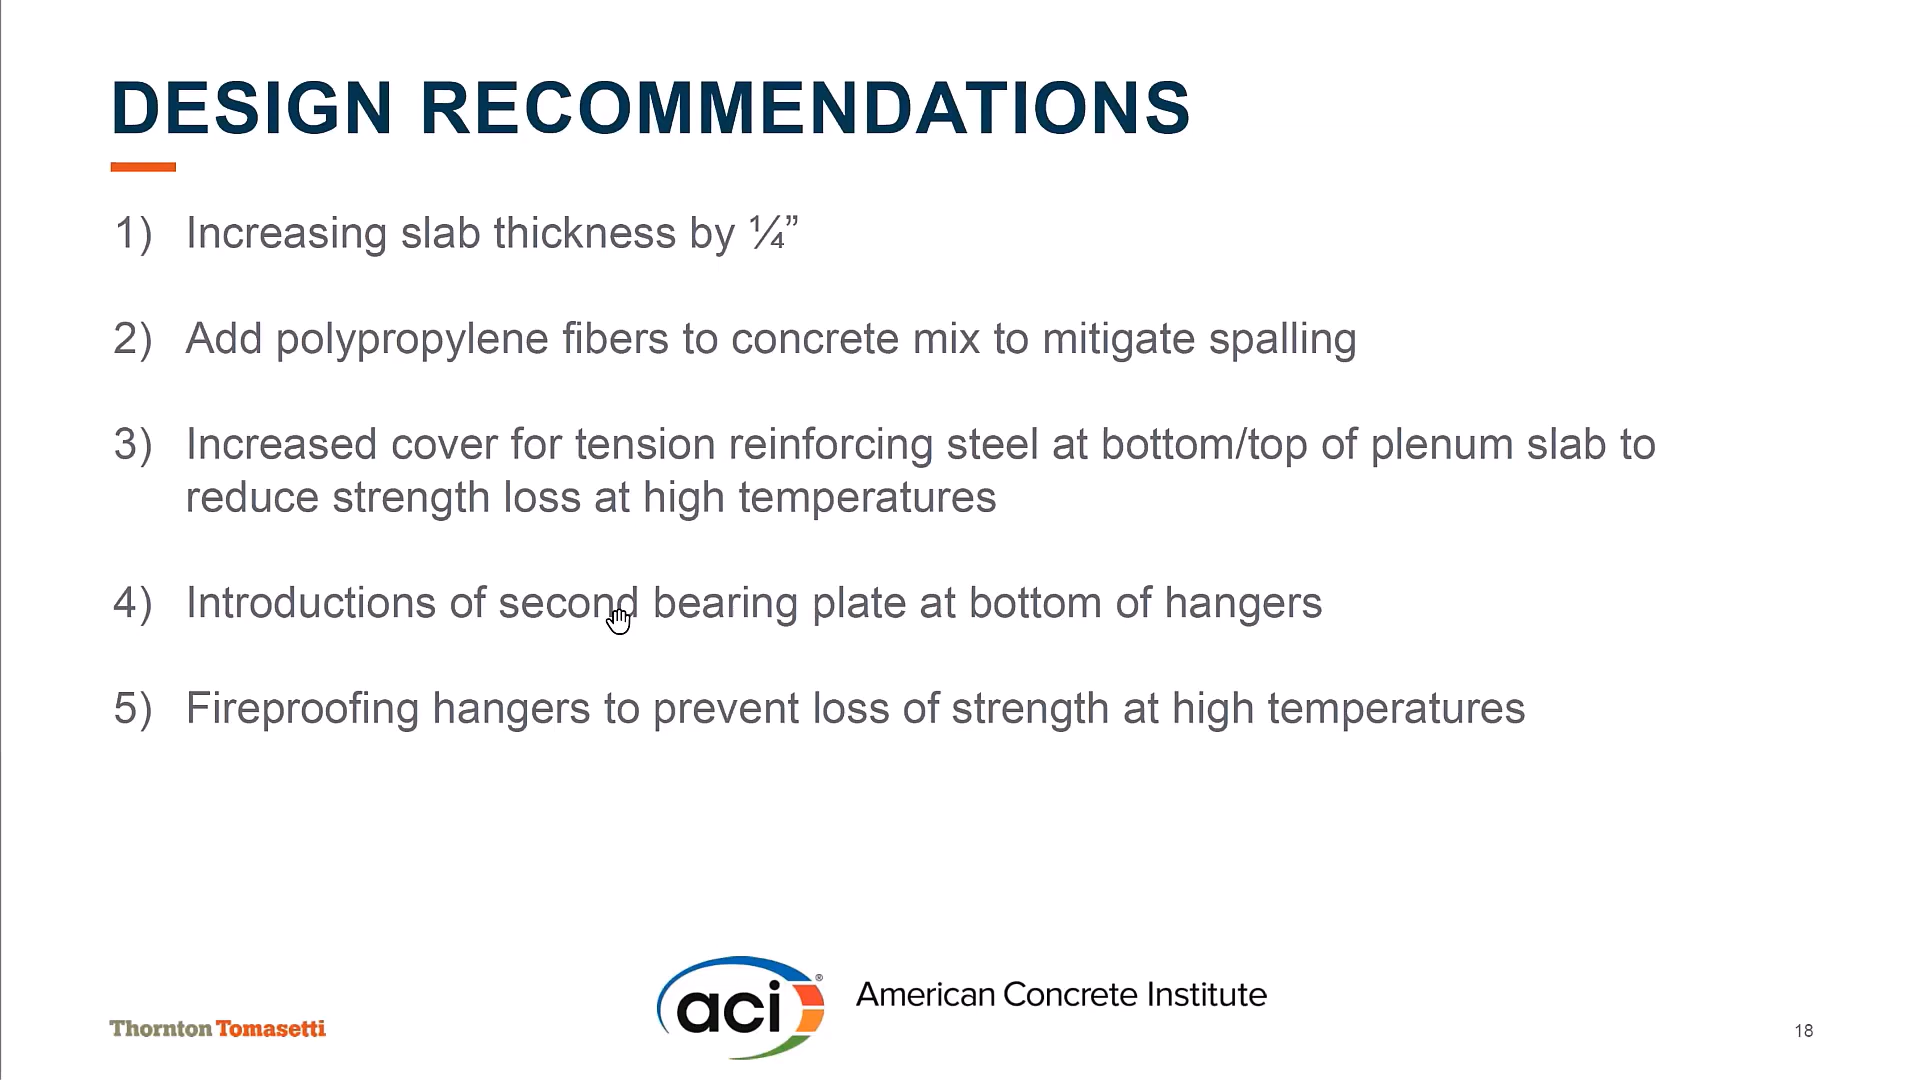 DESIGN RECOMMENDATIONS
1) Increasing slab thickness by ¼”
2) Add polypropylene fibers to concrete mix to mitigate spalling
3) Increased cover for tension reinforcing steel at bottom/top of plenum slab to
reduce strength loss at high temperatures
4) Introductions of second bearing plate at bottom of hangers
5) Fireproofing hangers to prevent loss of strength at high temperatures
aci®
American Concrete Institute
Thornton Tomasetti
18